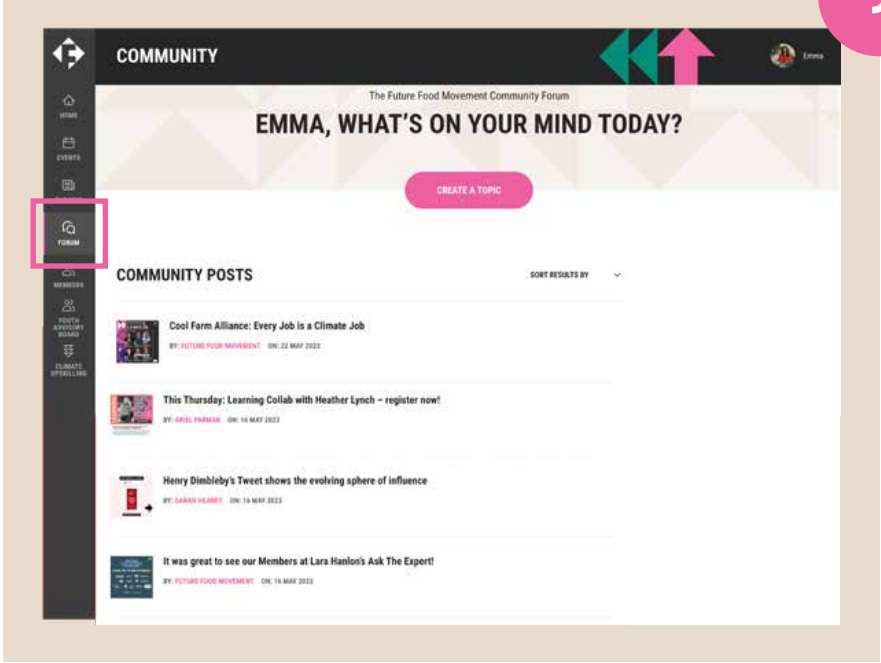 COMMUNITY
Emma
HOME
EVENTS
FORUM
MEMBERS
YOUTH
ADVISORY
BOARD
CLIMATE
UPSKILLING
The Future Food Movement Community Forum
EMMA, WHAT'S ON YOUR MIND TODAY?
CREATE A TOPIC
COMMUNITY POSTS
SORT RESULTS BY
Cool Farm Alliance: Every Job is a Climate Job
BY: FUTURE FOOD MOVEMENT ON: 22 MAY 2023
This Thursday: Learning Collab with Heather Lynch – register now!
BY: ARIEL PARMAR ON: 16 MAY 2023
Henry Dimbleby's Tweet shows the evolving sphere of influence
BY: SARAH HEANEY ON: 16 MAY 2023
It was great to see our Members at Lara Hanlon's Ask The Expert!
BY: FUTURE FOOD MOVEMENT ON: 16 MAY 2023